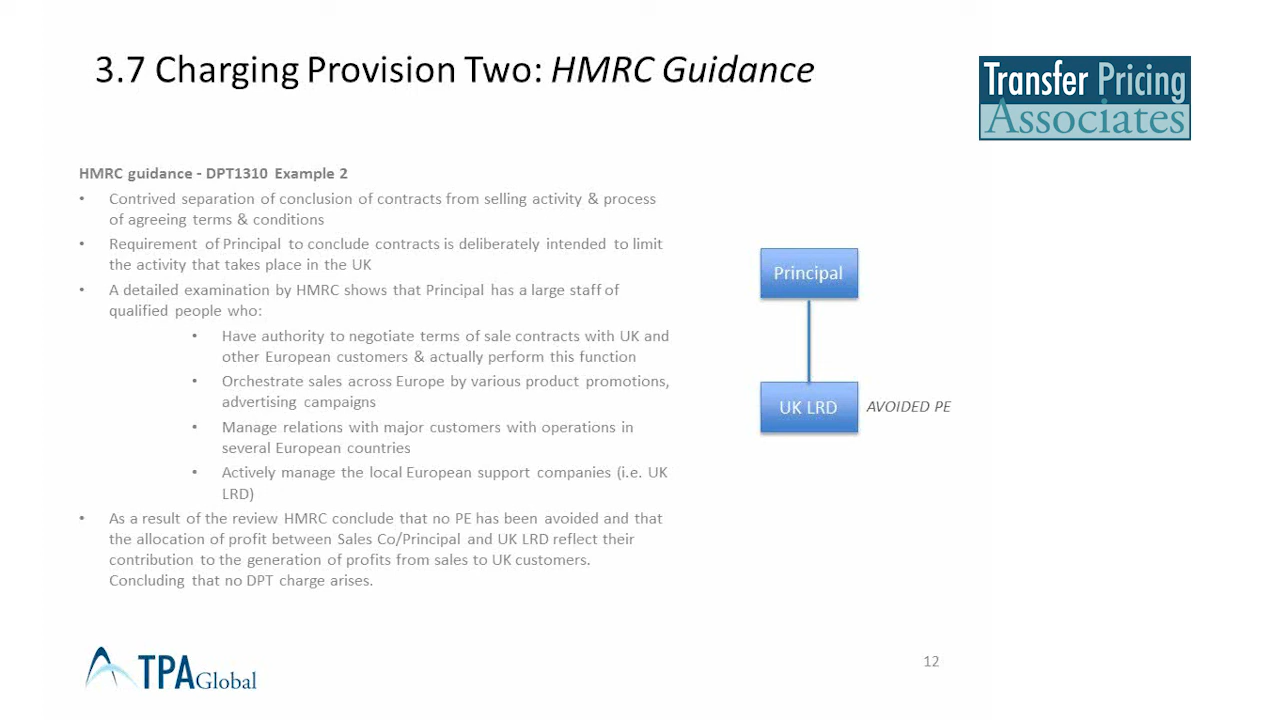 3.7 Charging Provision Two: HMRC Guidance
Transfer Pricing
Associates
HMRC guidance - DPT1310 Example 2
• Contrived separation of conclusion of contracts from selling activity & process
of agreeing terms & conditions
• Requirement of Principal to conclude contracts is deliberately intended to limit
the activity that takes place in the UK
• A detailed examination by HMRC shows that Principal has a large staff of
qualified people who:
• Have authority to negotiate terms of sale contracts with UK and
other European customers & actually perform this function
• Orchestrate sales across Europe by various product promotions,
advertising campaigns
• Manage relations with major customers with operations in
several European countries
• Actively manage the local European support companies (i.e. UK
LRD)
• As a result of the review HMRC conclude that no PE has been avoided and that
the allocation of profit between Sales Co/Principal and UK LRD reflect their
contribution to the generation of profits from sales to UK customers.
Concluding that no DPT charge arises.
Principal
UK LRD
AVOIDED PE
TPA Global
12